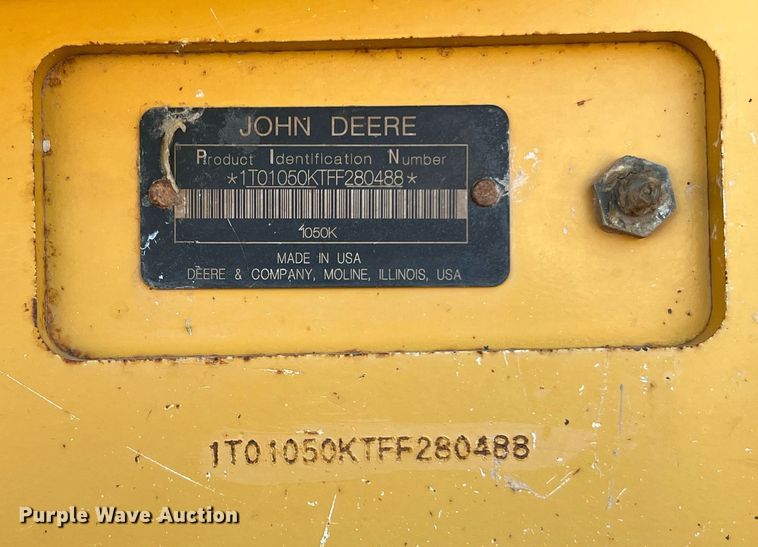 JOHN DEERE
Product Identification Number
*1T01050KTFF280488*
1050K
MADE IN USA
DEERE & COMPANY, MOLINE, ILLINOIS, USA
1T01050KTFF280488
Purple Wave Auction